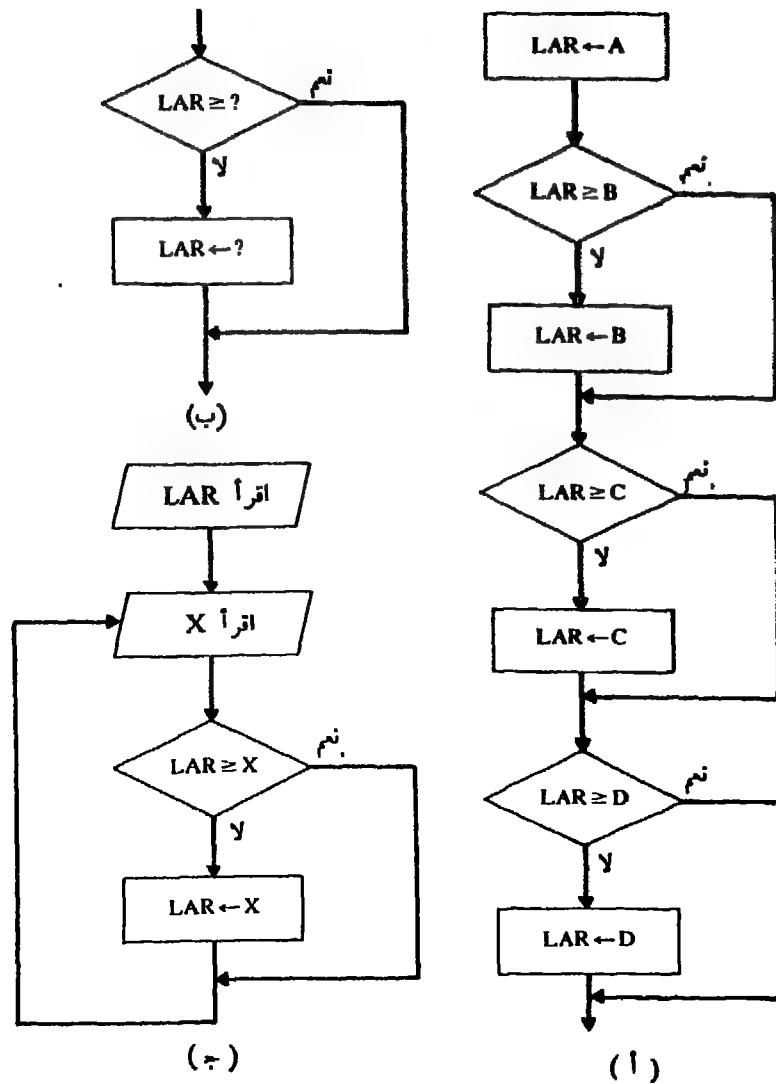 LAR ← A
LAR ≥ B
نعم
لا
LAR ← B
LAR ≥ C
نعم
لا
LAR ← C
LAR ≥ D
نعم
لا
LAR ← D
( أ )
LAR ≥ ?
نعم
لا
LAR ← ?
(ب)
اقرأ LAR
اقرأ X
LAR ≥ X
نعم
لا
LAR ← X
(ج)